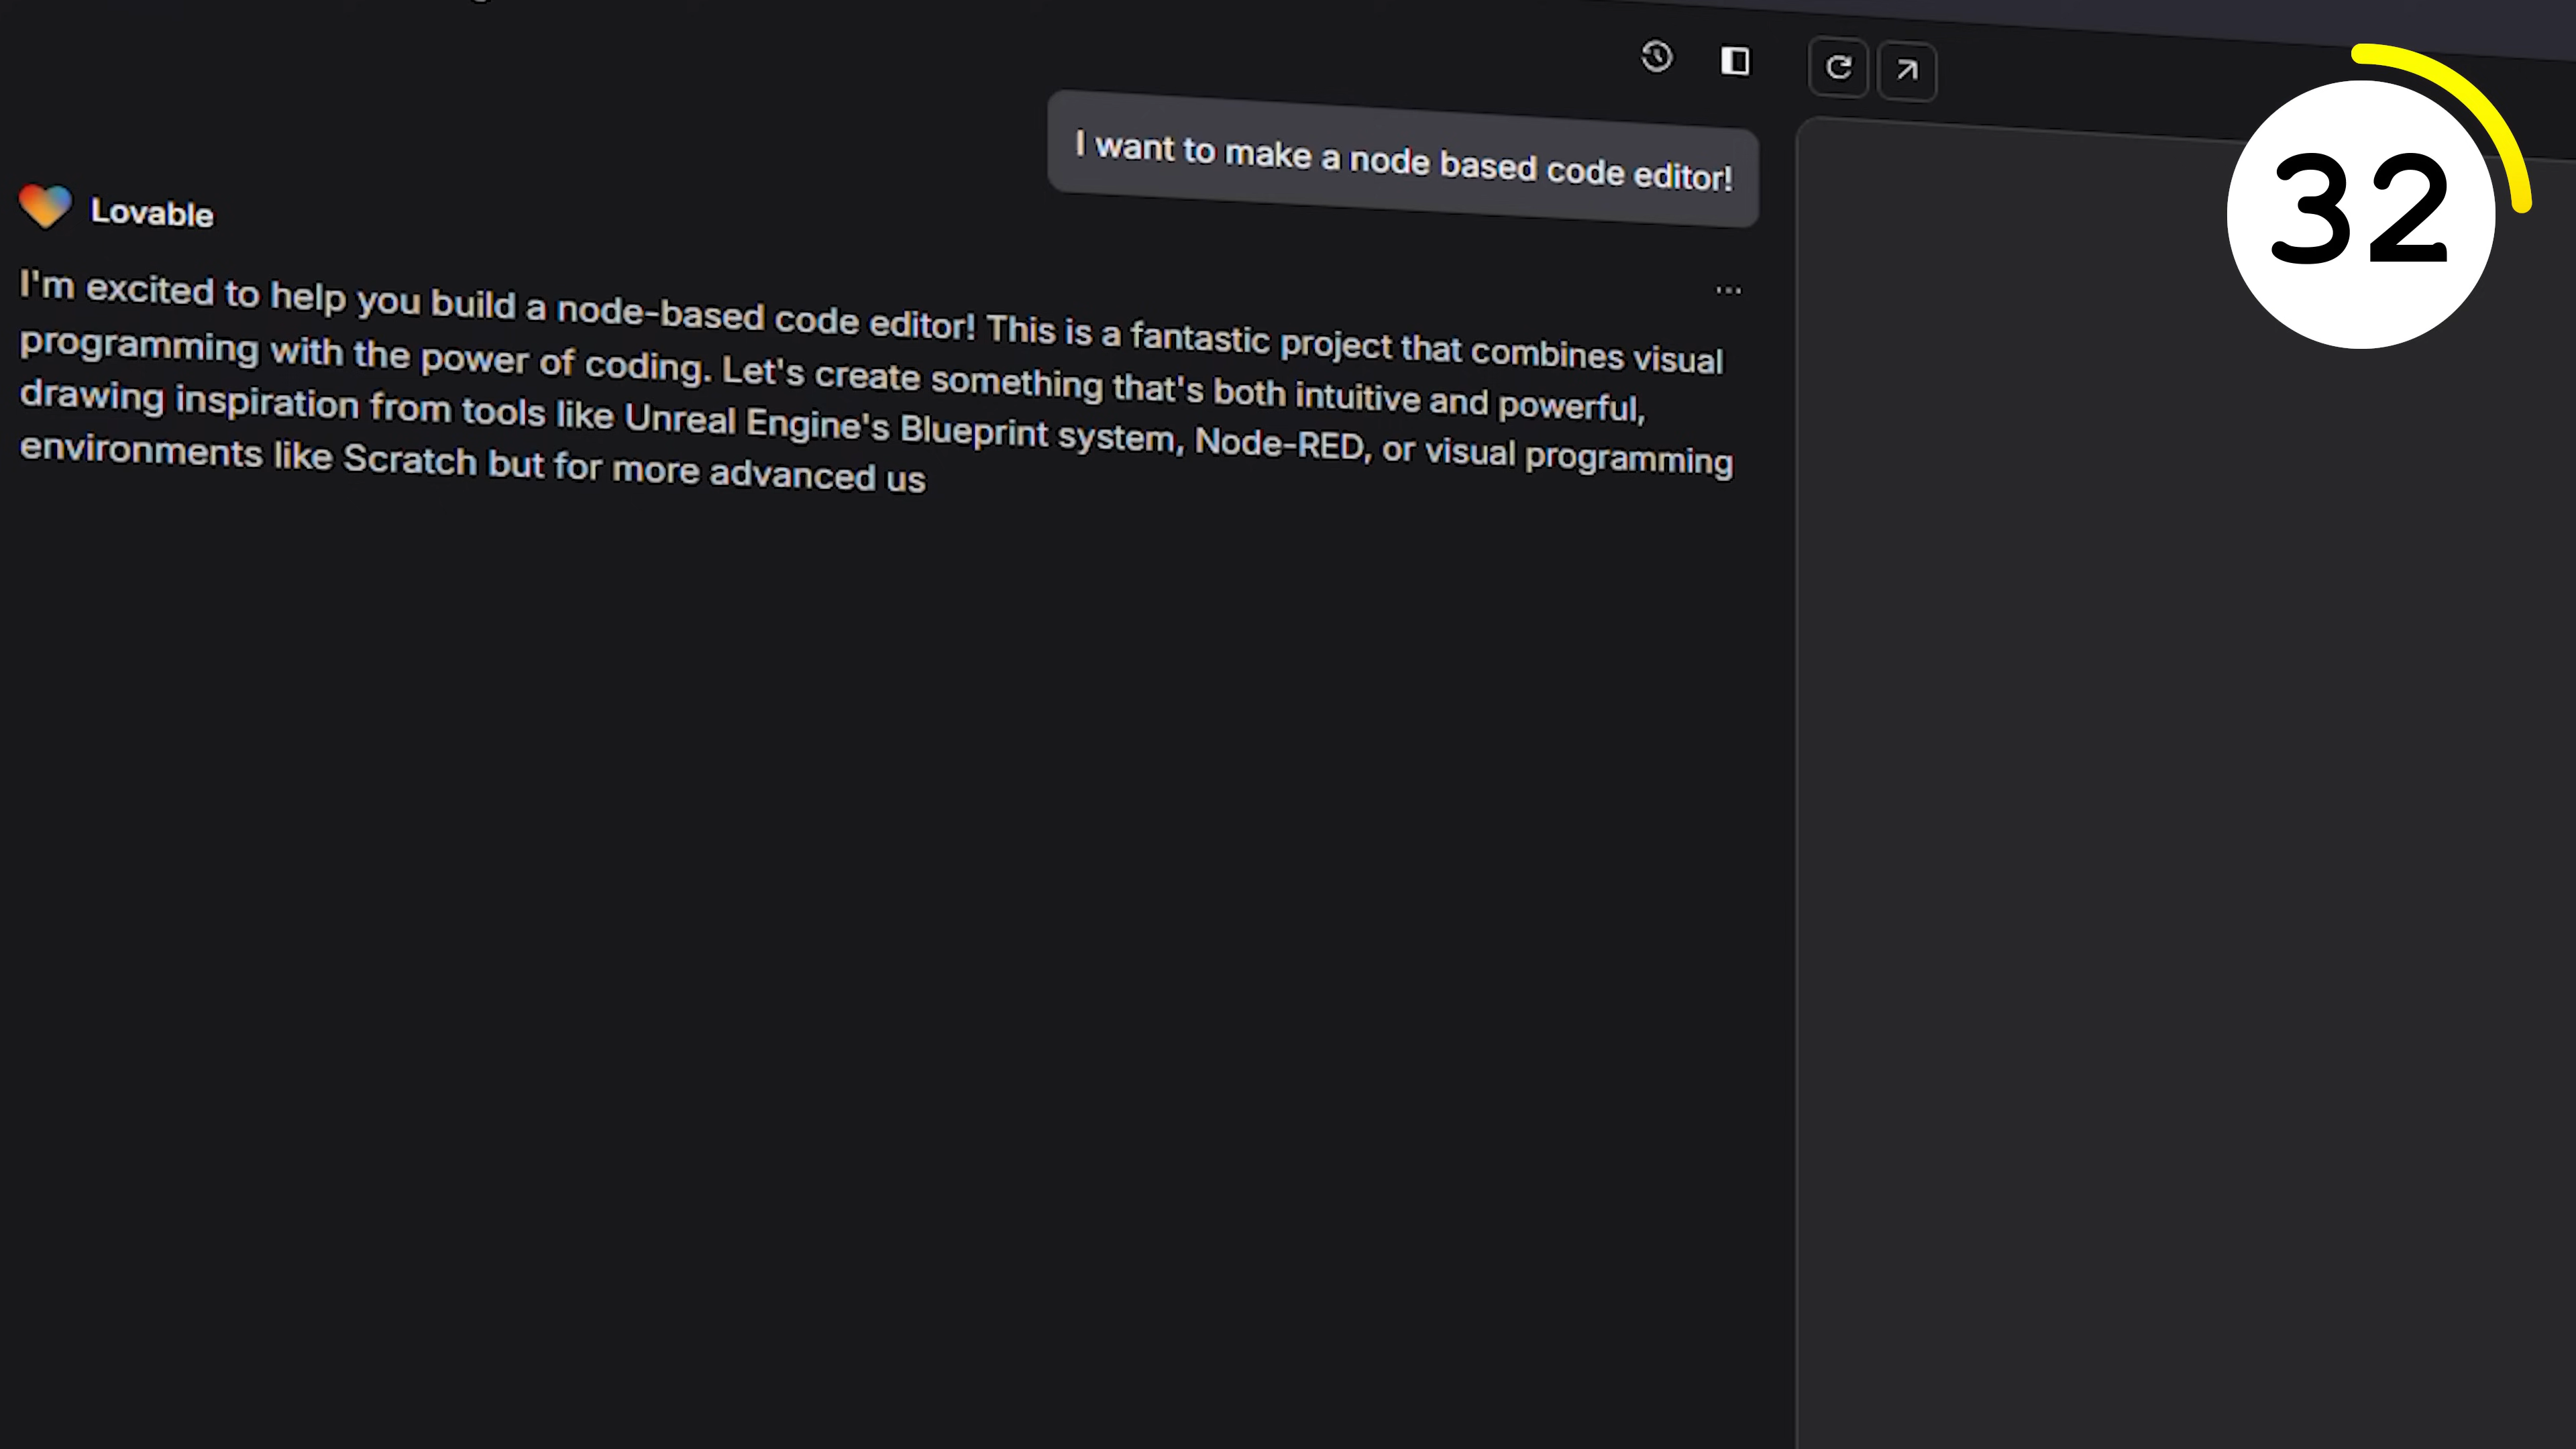 I want to make a node based code editor!
Lovable
I'm excited to help you build a node-based code editor! This is a fantastic project that combines visual
programming with the power of coding. Let's create something that's both intuitive and powerful,
drawing inspiration from tools like Unreal Engine's Blueprint system, Node-RED, or visual programming
environments like Scratch but for more advanced us
32